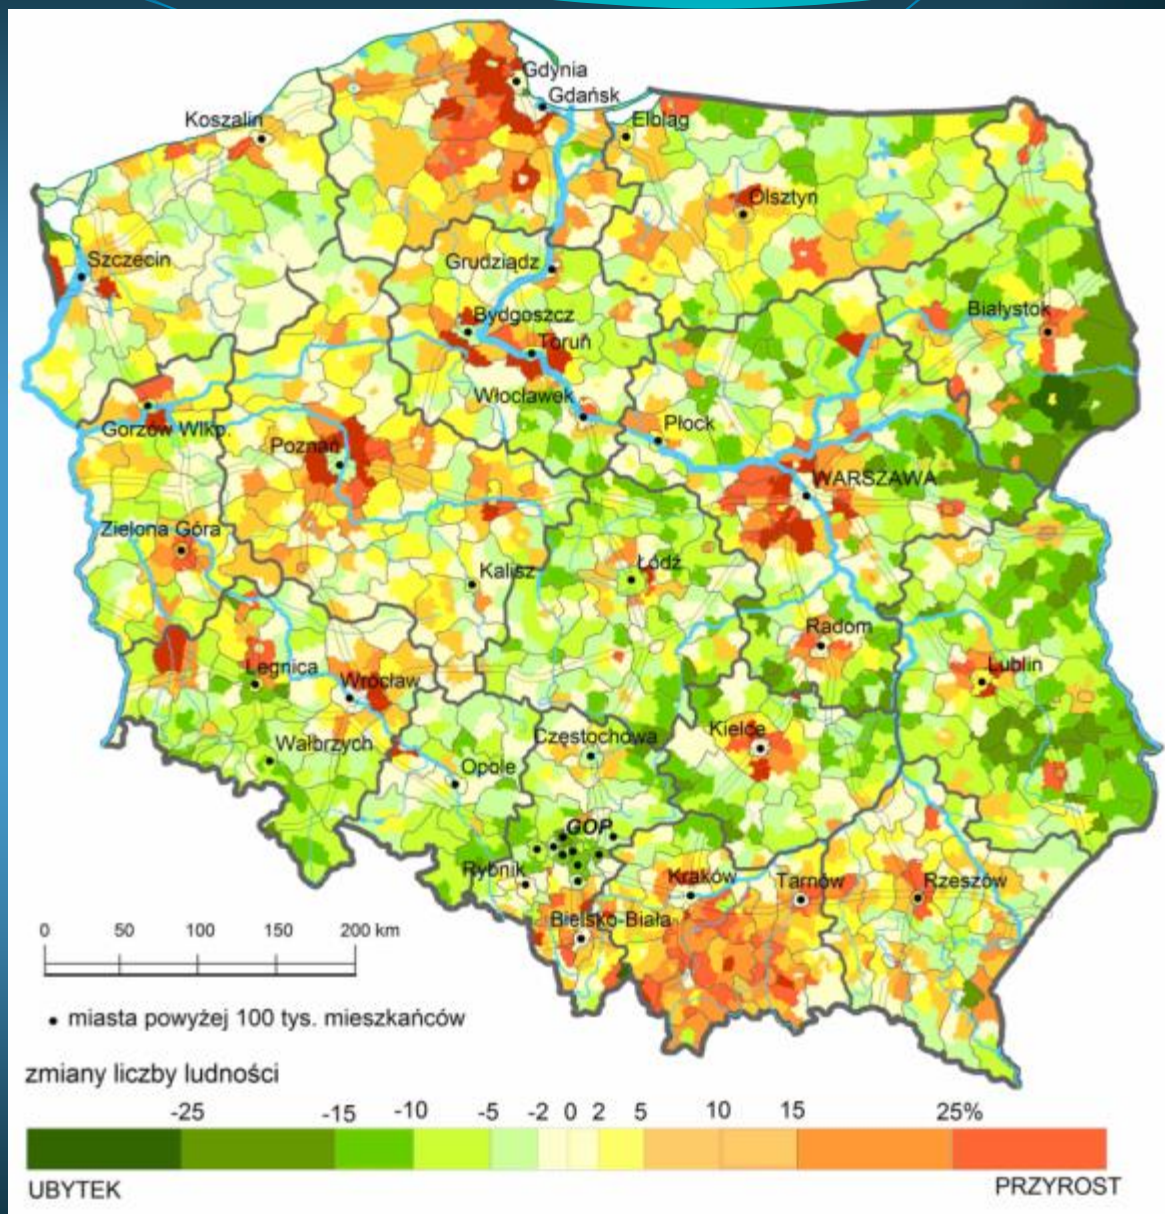 Gdynia
Gdańsk
Koszalin
Elbląg
Olsztyn
Szczecin
Grudziądz
Białystok
Bydgoszcz
Toruń
Włocławek
Płock
Gorzów Wlkp.
Poznań
WARSZAWA
Zielona Góra
Łódź
Kalisz
Radom
Legnica
Lublin
Wrocław
Kielce
Wałbrzych
Częstochowa
Opole
GOP
Rybnik
Kraków
Tarnów
Rzeszów
Bielsko-Biała
0 50 100 150 200 km
• miasta powyżej 100 tys. mieszkańców
zmiany liczby ludności
-25 -15 -10 -5 -2 0 2 5 10 15 25%
UBYTEK PRZYROST